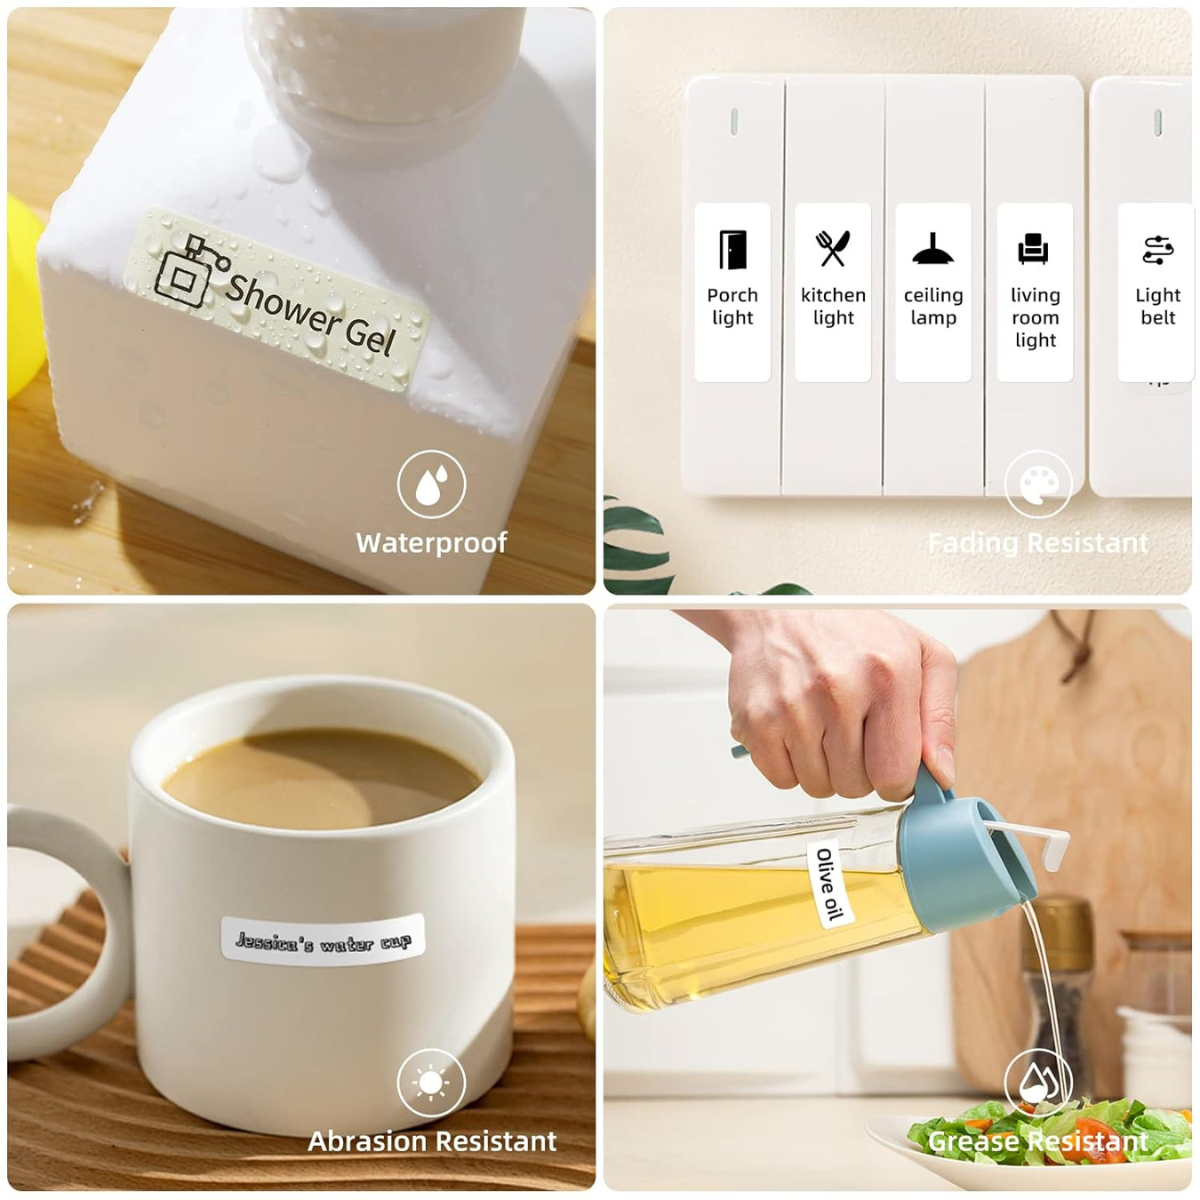 Shower Gel
Waterproof
Porch
light
kitchen
light
ceiling
lamp
living
room
light
Light
belt
Fading Resistant
Jessica's water cup
Abrasion Resistant
Olive oil
Grease Resistant